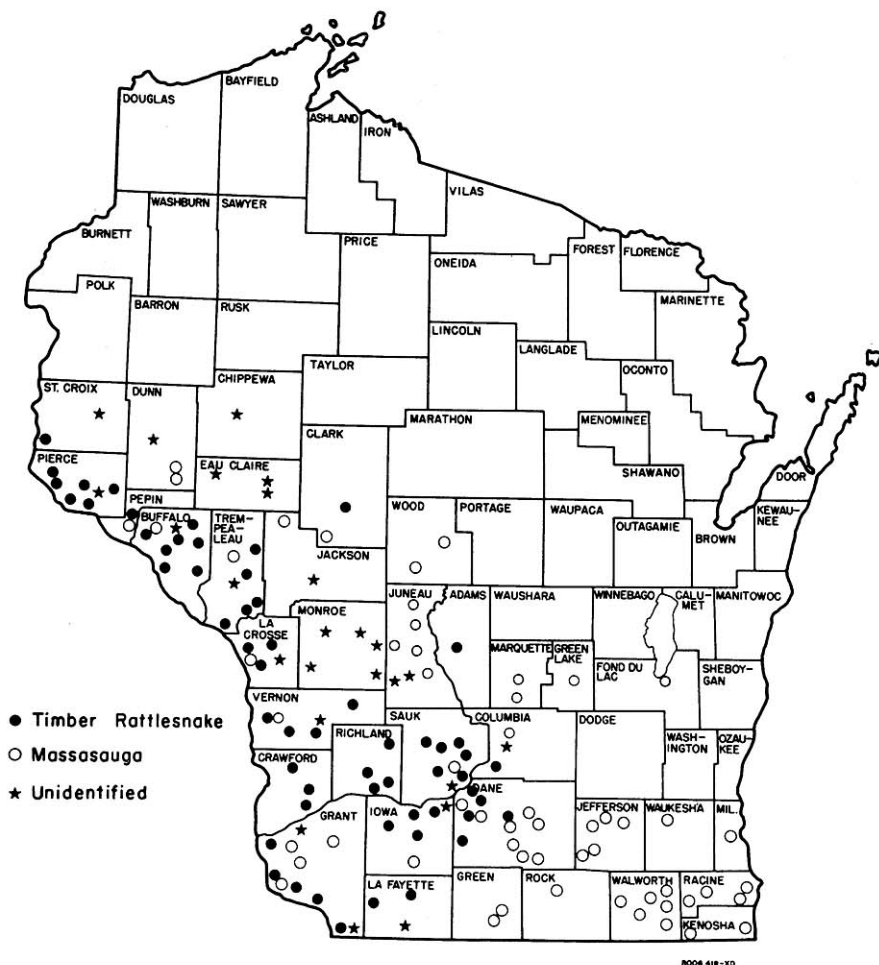 BAYFIELD
DOUGLAS
ASHLAND
IRON
VILAS
WASHBURN
SAWYER
BURNETT
PRICE
FOREST
FLORENCE
ONEIDA
POLK
MARINETTE
BARRON
RUSK
LINCOLN
LANGLADE
TAYLOR
OCONTO
CHIPPEWA
ST. CROIX
DUNN
MARATHON
MENOMINEE
CLARK
PIERCE
EAU CLAIRE
SHAWANO
DOOR
PEPIN
BUFFALO
TREM-
PEA-
LEAU
WOOD
PORTAGE
WAUPACA
OUTAGAMIE
BROWN
KEWAU-
NEE
JACKSON
JUNEAU
ADAMS
WAUSHARA
WINNEBAGO
CALU-
MET
MANITOWOC
MONROE
LA
CROSSE
MARQUETTE
GREEN
LAKE
FOND DU
LAC
SHEBOY-
GAN
VERNON
SAUK
COLUMBIA
DODGE
Timber Rattlesnake
RICHLAND
WASH-
INGTON
OZAU-
KEE
Massasauga
CRAWFORD
Unidentified
DANE
GRANT
IOWA
JEFFERSON
WAUKESHA
MIL.
LA FAYETTE
GREEN
ROCK
WALWORTH
RACINE
KENOSHA